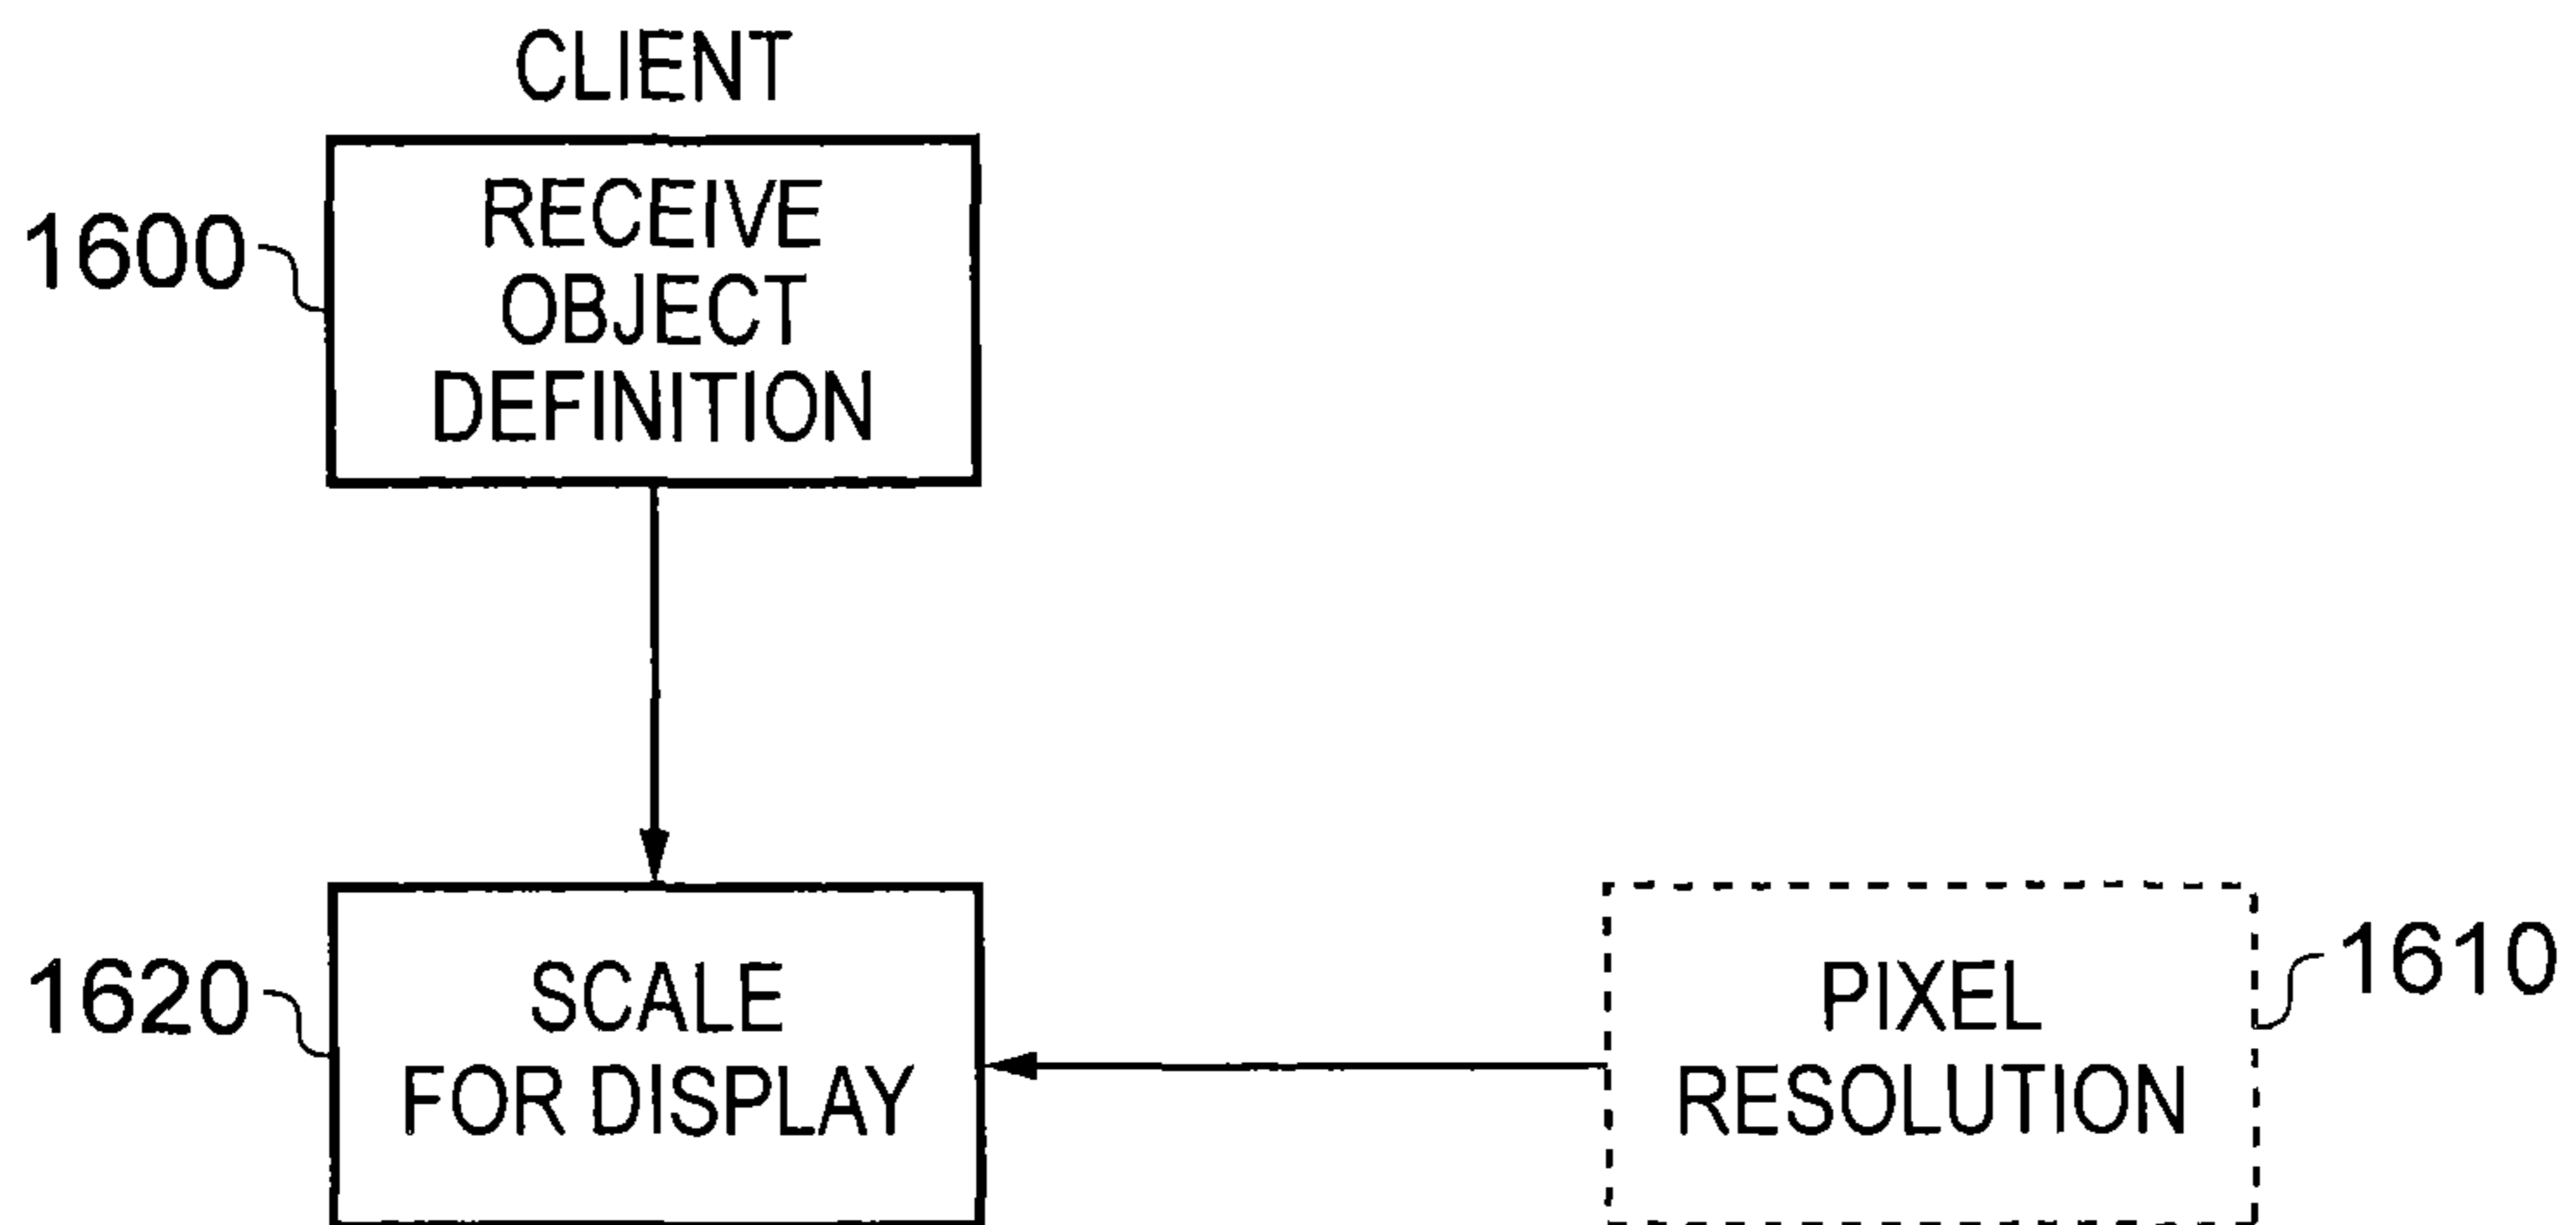 CLIENT
1600
RECEIVE
OBJECT
DEFINITION
1620
SCALE
FOR DISPLAY
PIXEL
RESOLUTION
1610